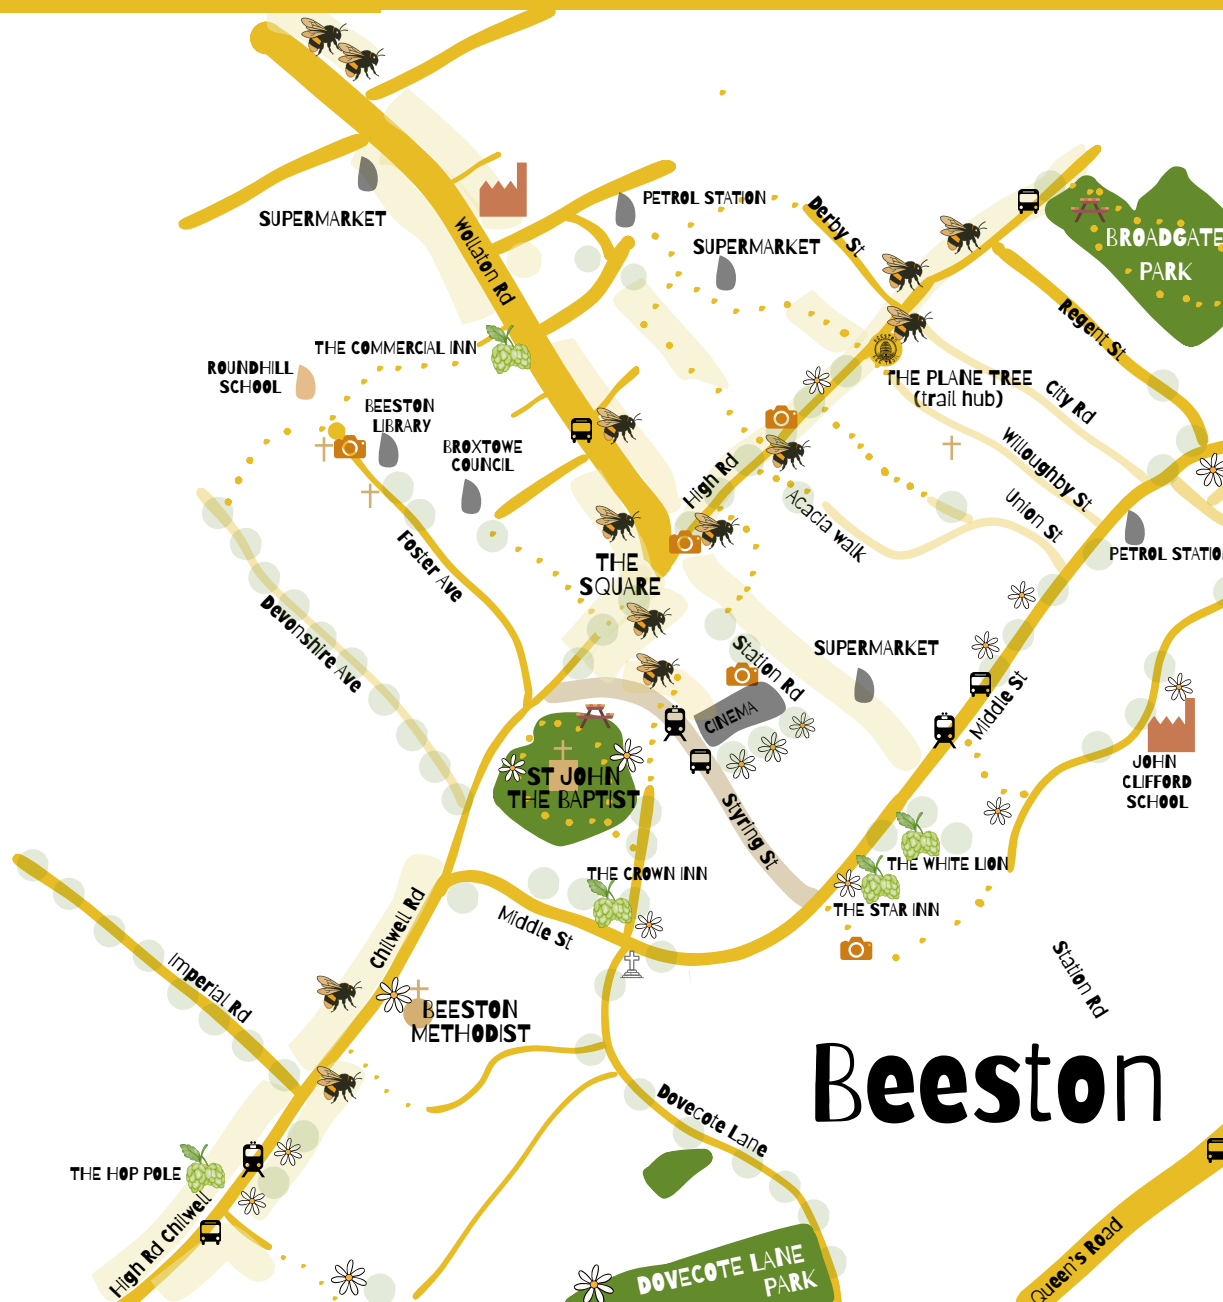 PETROL STATION
Derby St
SUPERMARKET
Wollaton Rd
SUPERMARKET
BROADGATE
PARK
Regent St
THE COMMERCIAL INN
ROUNDHILL
SCHOOL
BEESTON
LIBRARY
BROXTOWE
COUNCIL
THE PLANE TREE
(trail hub)
City Rd
Willoughby St
High Rd
Acacia walk
Union St
PETROL STATIO
Foster Ave
THE
SQUARE
Devonshire Ave
Station Rd
SUPERMARKET
CINEMA
Middle St
ST JOHN
THE BAPTIST
JOHN
CLIFFORD
SCHOOL
Styring St
THE WHITE LION
THE CROWN INN
THE STAR INN
Chilwell Rd
Middle St
Imperial Rd
Station Rd
BEESTON
METHODIST
Beeston
Dovecote Lane
THE HOP POLE
High Rd Chilwell
Queen's Road
DOVECOTE LANE
PARK